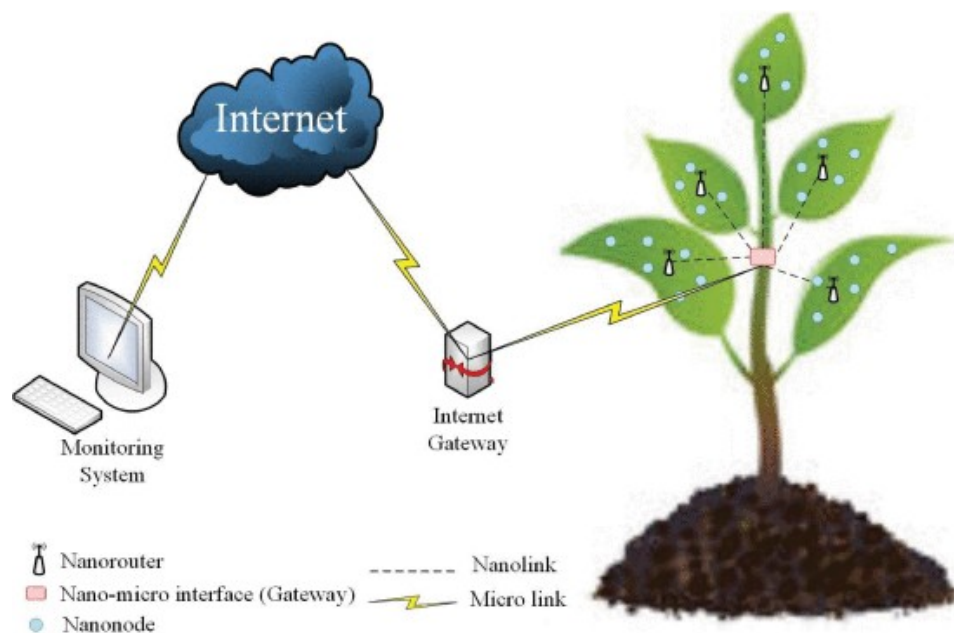 Internet
Internet
Gateway
Monitoring
System
Nanorouter
Nanolink
Nano-micro interface (Gateway)
Micro link
Nanonode